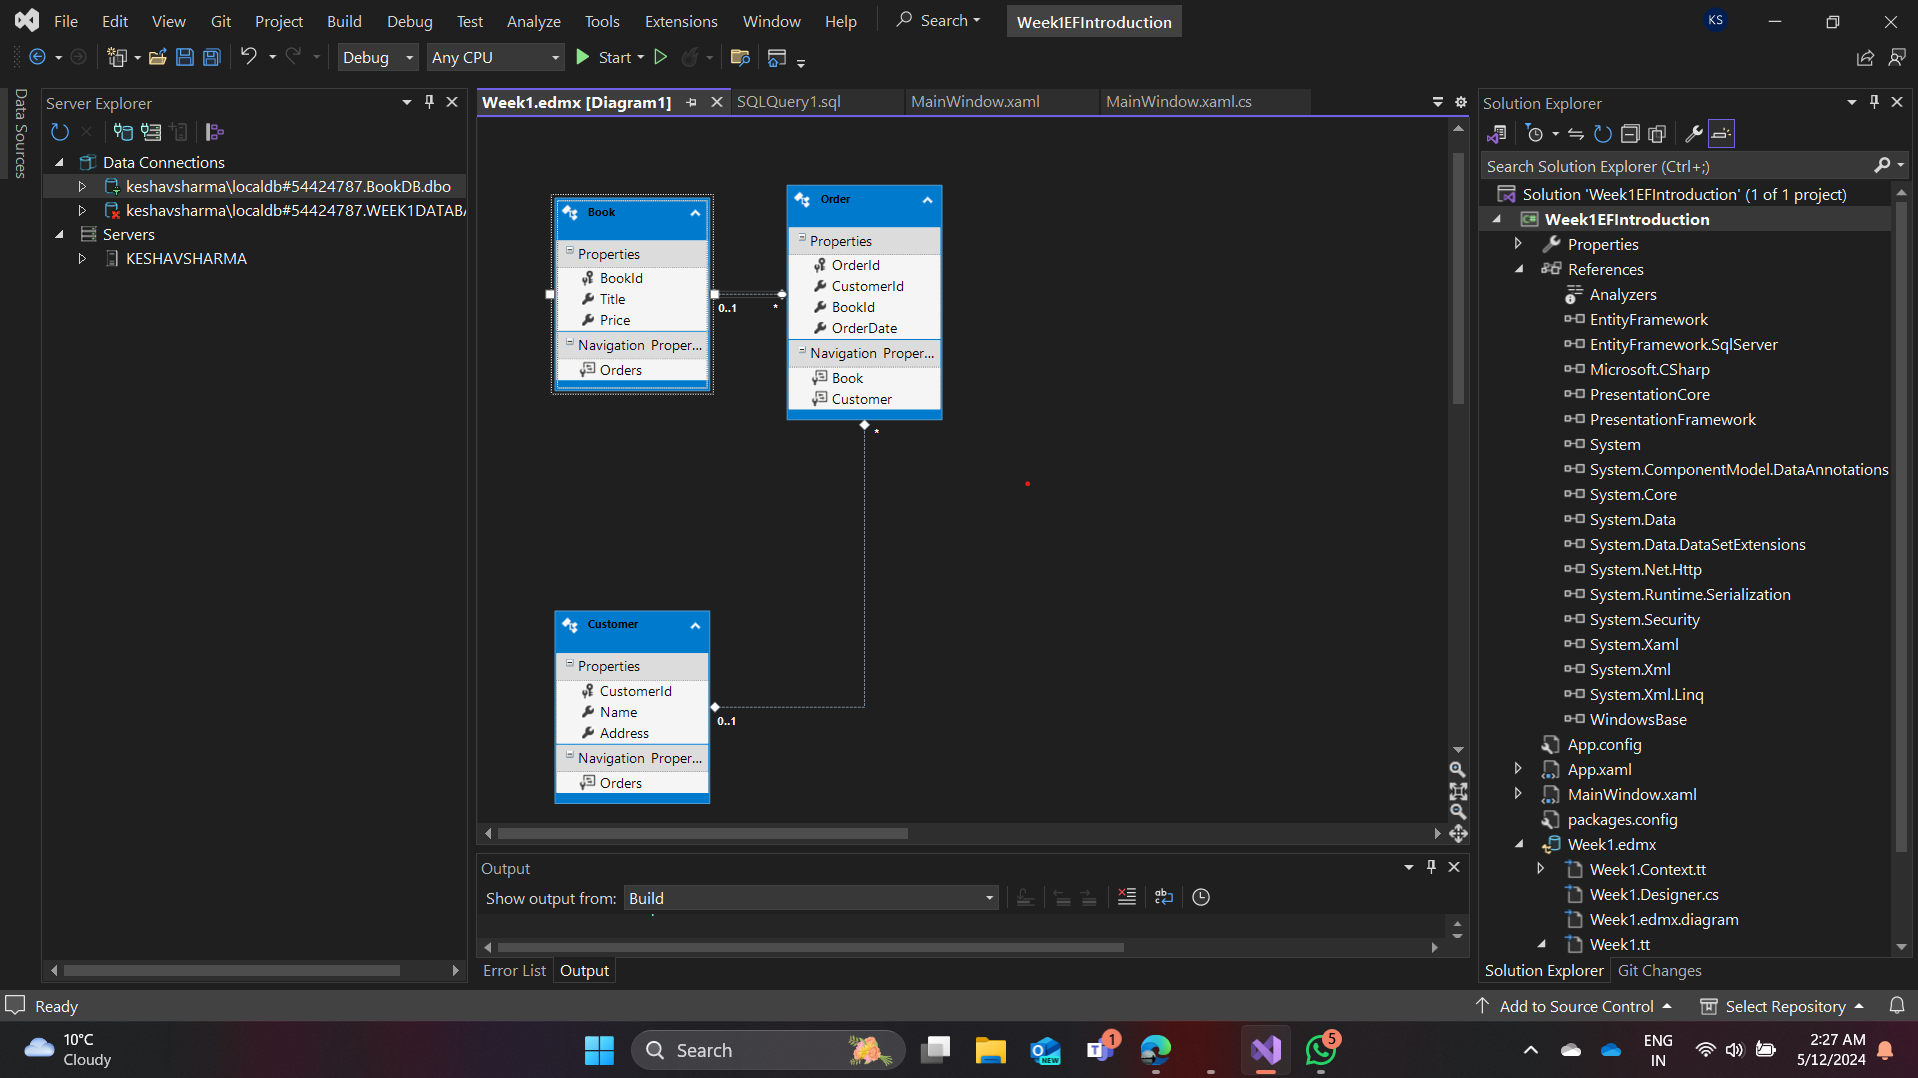 File Edit View Git Project Build Debug Test Analyze Tools Extensions Window Help Search Week1EFIntroduction KS
Debug Any CPU Start
Data Sources
Server Explorer
Data Connections
keshavsharma\localdb#54424787.BookDB.dbo
keshavsharma\localdb#54424787.WEEK1DATABA
Servers
KESHAVSHARMA
Week1.edmx [Diagram1] SQLQuery1.sql MainWindow.xaml MainWindow.xaml.cs
Book
Properties
BookId
Title
Price
Navigation Proper...
Orders
0..1 *
Order
Properties
OrderId
CustomerId
BookId
OrderDate
Navigation Proper...
Book
Customer
*
Customer
Properties
CustomerId
Name
Address
Navigation Proper...
Orders
0..1
Output
Show output from: Build
Error List Output
Solution Explorer
Search Solution Explorer (Ctrl+;)
Solution 'Week1EFIntroduction' (1 of 1 project)
C# Week1EFIntroduction
Properties
References
Analyzers
EntityFramework
EntityFramework.SqlServer
Microsoft.CSharp
PresentationCore
PresentationFramework
System
System.ComponentModel.DataAnnotations
System.Core
System.Data
System.Data.DataSetExtensions
System.Net.Http
System.Runtime.Serialization
System.Security
System.Xaml
System.Xml
System.Xml.Linq
WindowsBase
App.config
App.xaml
MainWindow.xaml
packages.config
Week1.edmx
Week1.Context.tt
Week1.Designer.cs
Week1.edmx.diagram
Week1.tt
Solution Explorer Git Changes
Ready Add to Source Control Select Repository
10°C
Cloudy
Search
NEW
1
5
ENG
IN
2:27 AM
5/12/2024